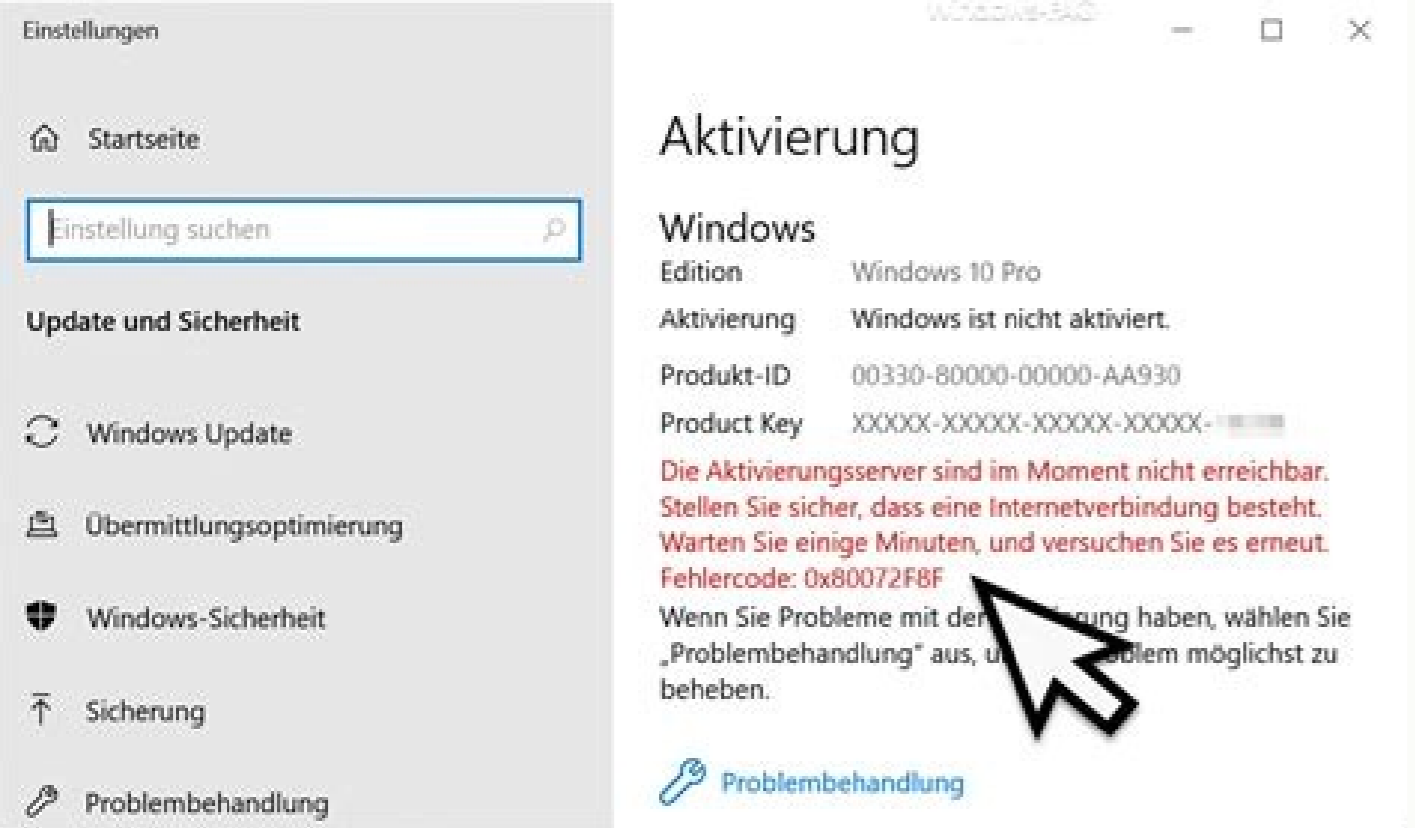 Einstellungen
Startseite
Einstellung suchen
Update und Sicherheit
Windows Update
Übermittlungsoptimierung
Windows-Sicherheit
Sicherung
Problembehandlung
Windows-FAQ
Aktivierung
Windows
Edition Windows 10 Pro
Aktivierung Windows ist nicht aktiviert.
Produkt-ID 00330-80000-00000-AA930
Product Key XXXXX-XXXXX-XXXXX-XXXXX-
Die Aktivierungsserver sind im Moment nicht erreichbar.
Stellen Sie sicher, dass eine Internetverbindung besteht.
Warten Sie einige Minuten, und versuchen Sie es erneut.
Fehlercode: 0x80072F8F
Wenn Sie Probleme mit der haben, wählen Sie
„Problembehandlung“ aus, möglichst zu
beheben.
Problembehandlung